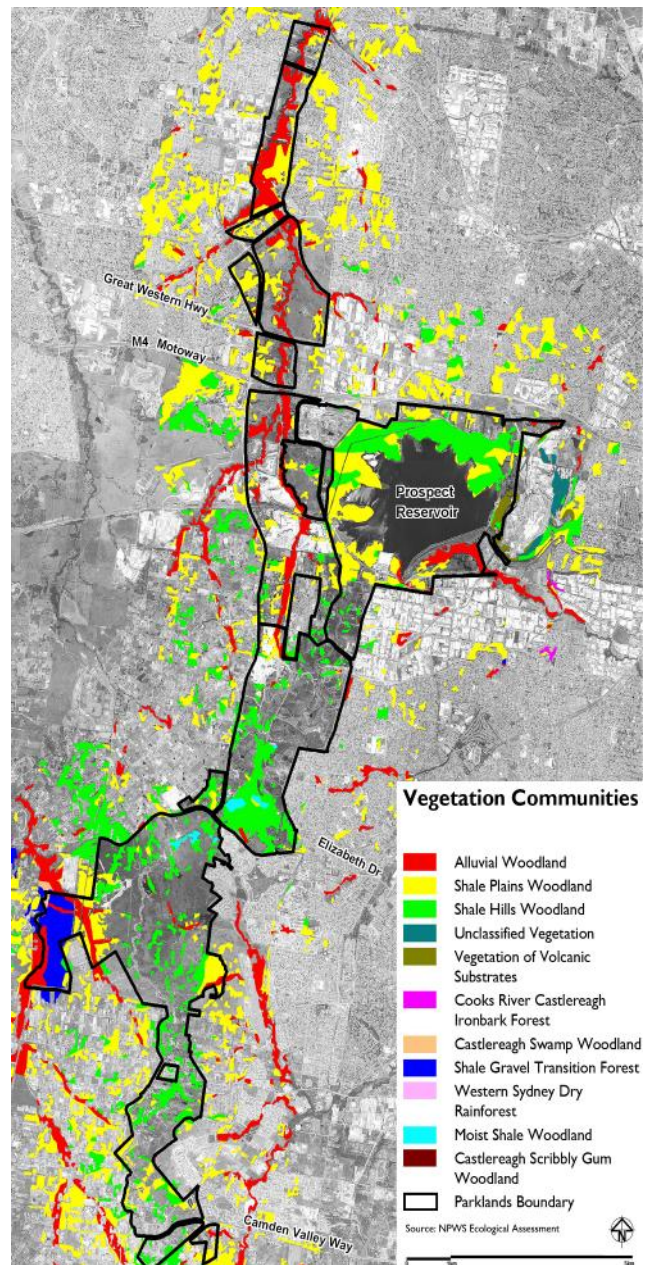 Great Western Hwy
M4 Motoway
Prospect
Reservoir
Elizabeth Dr
Camden Valley Way
Vegetation Communities
Alluvial Woodland
Shale Plains Woodland
Shale Hills Woodland
Unclassified Vegetation
Vegetation of Volcanic
Substrates
Cooks River Castlereagh
Ironbark Forest
Castlereagh Swamp Woodland
Shale Gravel Transition Forest
Western Sydney Dry
Rainforest
Moist Shale Woodland
Castlereagh Scribbly Gum
Woodland
Parklands Boundary
Source: NPWS Ecological Assessment
N
0